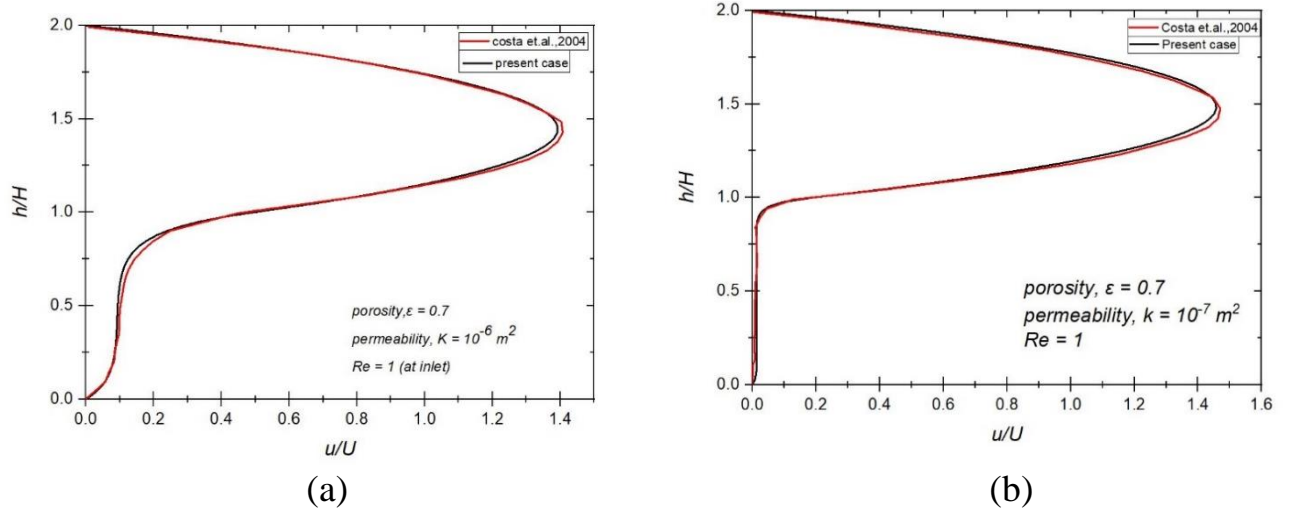 2.0
1.5
1.0
0.5
0.0
h/H
costa et.al.,2004
present case
porosity,ε = 0.7
permeability, K = 10⁻⁶ m²
Re = 1 (at inlet)
0.0 0.2 0.4 0.6 0.8 1.0 1.2 1.4
u/U
(a)
2.0
1.5
1.0
0.5
0.0
h/H
Costa et.al.,2004
Present case
porosity, ε = 0.7
permeability, k = 10⁻⁷ m²
Re = 1
0.0 0.2 0.4 0.6 0.8 1.0 1.2 1.4 1.6
u/U
(b)